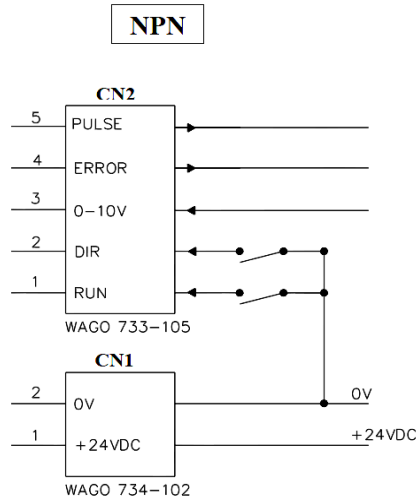 NPN
CN2
5 PULSE
4 ERROR
3 0-10V
2 DIR
1 RUN
WAGO 733-105
CN1
2 0V 0V
1 +24VDC +24VDC
WAGO 734-102